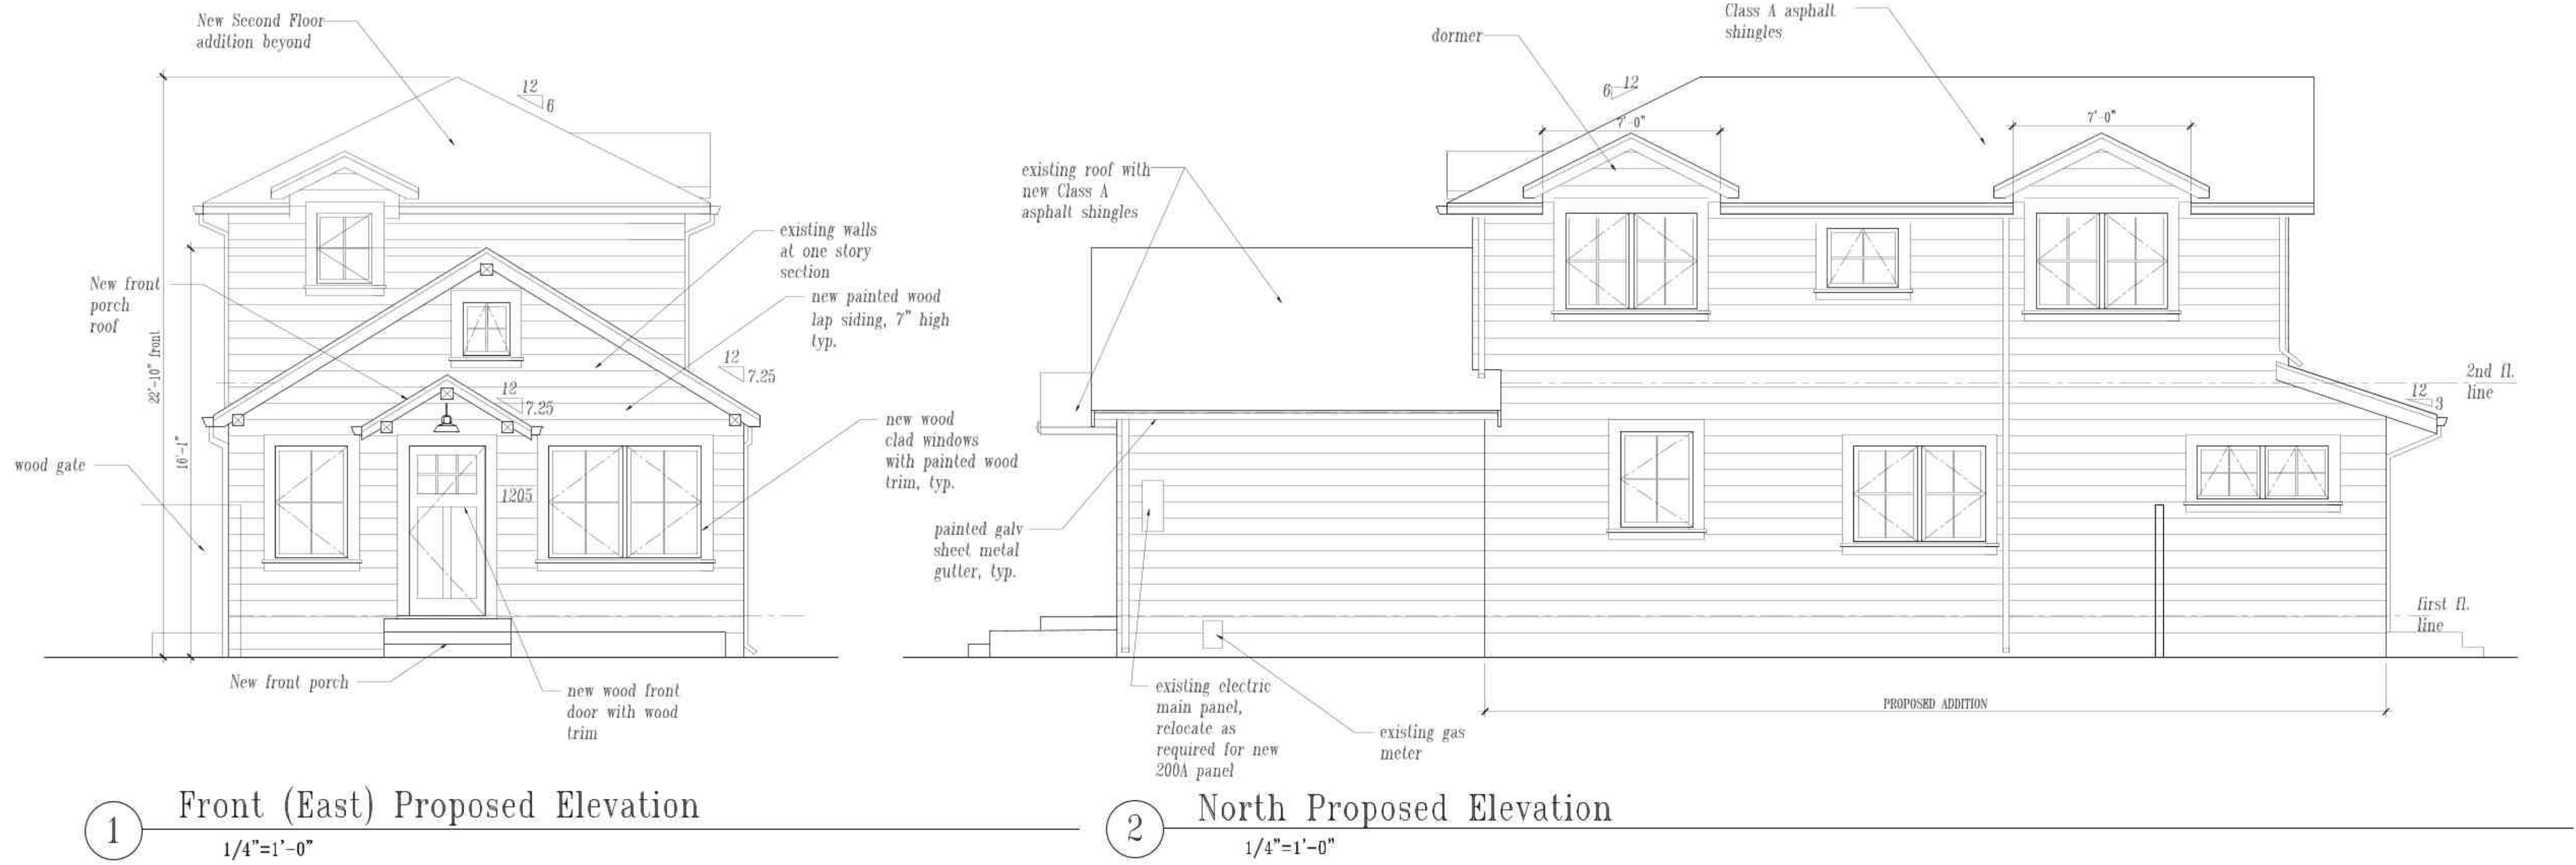 New Second Floor
addition beyond
12
6
22'-10" front
16'-1"
New front
porch
roof
wood gate
existing walls
at one story
section
new painted wood
lap siding, 7" high
typ.
12
7.25
12
7.25
1205
new wood
clad windows
with painted wood
trim, typ.
New front porch
new wood front
door with wood
trim
1
Front (East) Proposed Elevation
1/4"=1'-0"
dormer
Class A asphalt
shingles
6
12
7'-0"
7'-0"
existing roof with
new Class A
asphalt shingles
painted galv
sheet metal
gutter, typ.
2nd fl.
line
12
3
first fl.
line
existing electric
main panel,
relocate as
required for new
200A panel
existing gas
meter
PROPOSED ADDITION
2
North Proposed Elevation
1/4"=1'-0"